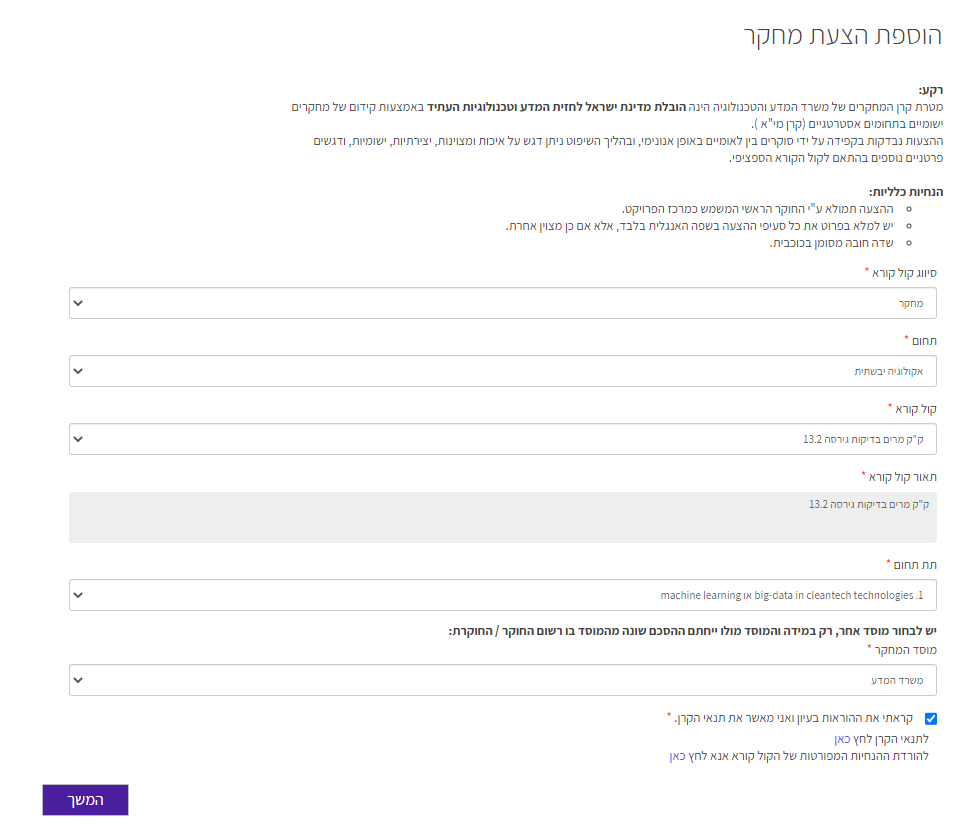 הוספת הצעת מחקר
רקע:
מטרת קרן המחקרים של משרד המדע והטכנולוגיה הינה הובלת מדינת ישראל לחזית המדע וטכנולוגיות העתיד באמצעות קידום של מחקרים
ישומיים בתחומים אסטרטגיים (קרן מי"א ).
ההצעות נבדקות בקפידה על ידי סוקרים בין לאומיים באופן אנונימי, ובהליך השיפוט ניתן דגש על איכות ומצוינות, יצירתיות, ישומיות, ודגשים
פרטניים נוספים בהתאם לקול הקורא הספציפי.
הנחיות כלליות:
ההצעה תמולא ע"י החוקר הראשי המשמש כמרכז הפרויקט.
יש למלא בפרוט את כל סעיפי ההצעה בשפה האנגלית בלבד, אלא אם כן מצוין אחרת.
שדה חובה מסומן בכוכבית.
סיווג קול קורא *
מחקר
תחום *
אקולוגיה יבשתית
קול קורא *
ק"ק מרים בדיקות גירסה 13.2
תאור קול קורא *
ק"ק מרים בדיקות גירסה 13.2
תת תחום *
1. big-data in cleantech technologies או machine learning
יש לבחור מוסד אחר, רק במידה והמוסד מולו ייחתם ההסכם שונה מהמוסד בו רשום החוקר / החוקרת:
מוסד המחקר *
משרד המדע
קראתי את ההוראות בעיון ואני מאשר את תנאי הקרן. *
לתנאי הקרן לחץ כאן
להורדת ההנחיות המפורטות של הקול קורא אנא לחץ כאן
המשך